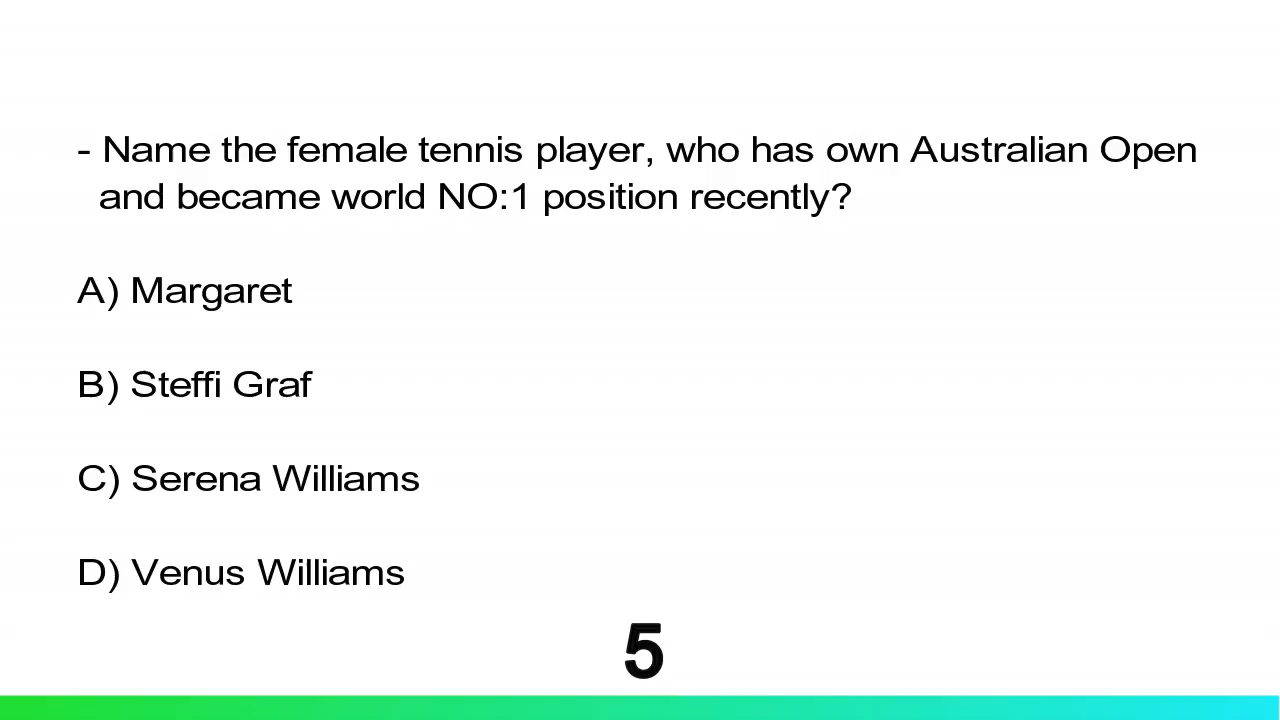 - Name the female tennis player, who has own Australian Open
and became world NO:1 position recently?
A) Margaret
B) Steffi Graf
C) Serena Williams
D) Venus Williams
5